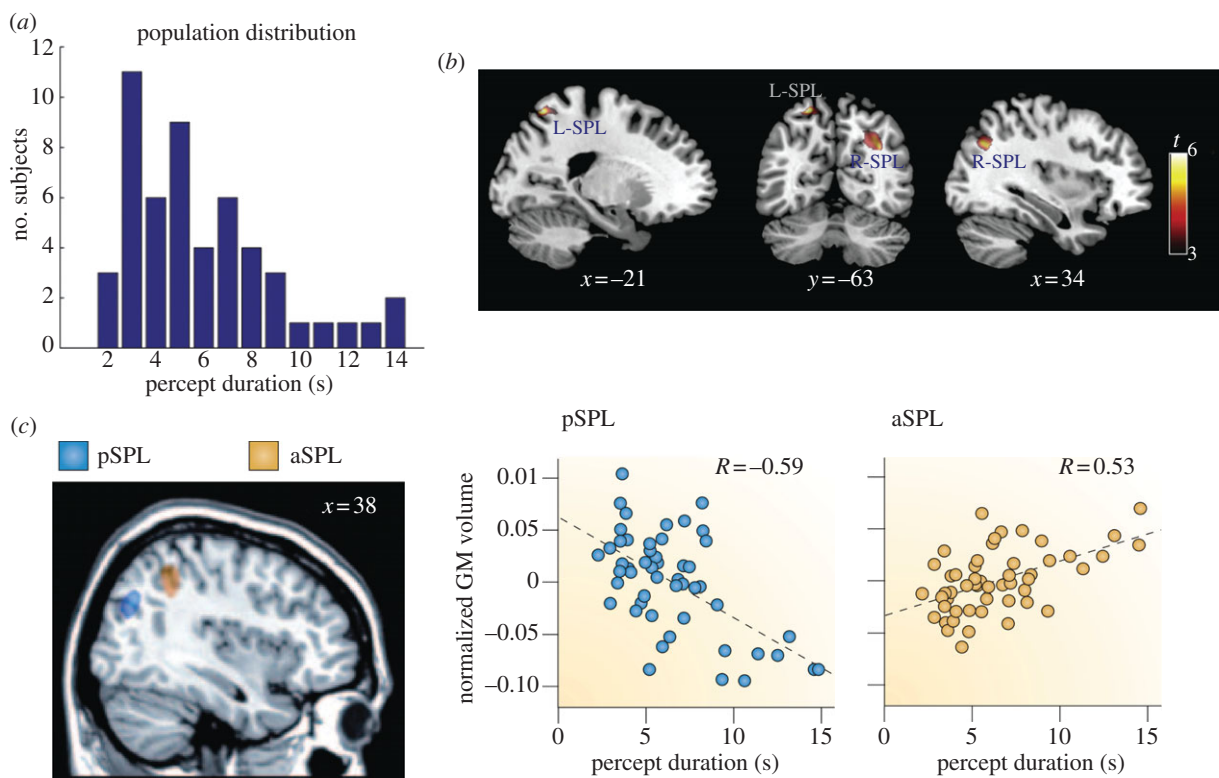 (a)
population distribution
12
10
8
6
4
2
0
no. subjects
2 4 6 8 10 12 14
percept duration (s)
(b)
L-SPL
L-SPL
R-SPL
R-SPL
t
6
3
x=–21
y=–63
x=34
(c)
pSPL
aSPL
x=38
pSPL
R=–0.59
0.01
0.05
0
–0.05
–0.10
normalized GM volume
0 5 10 15
percept duration (s)
aSPL
R=0.53
0 5 10 15
percept duration (s)